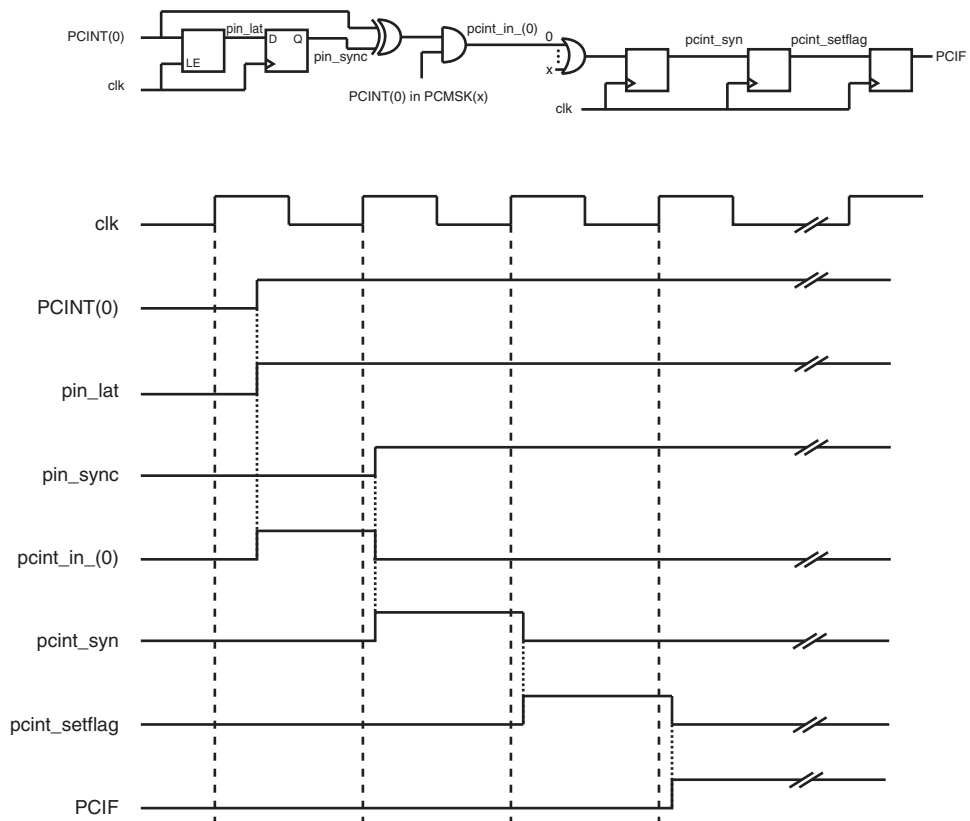 PCINT(0)
pin_lat
D Q
LE
pin_sync
clk
PCINT(0) in PCMSK(x)
pcint_in_(0)
0
x
clk
pcint_syn
pcint_setflag
PCIF
clk
PCINT(0)
pin_lat
pin_sync
pcint_in_(0)
pcint_syn
pcint_setflag
PCIF